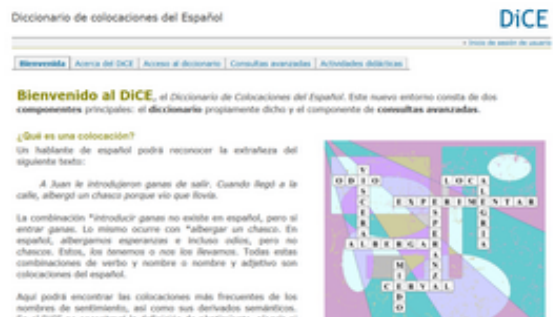 Diccionario de colocaciones del Español
DiCE
» Inicio de sesión de usuario
Bienvenida Acerca del DiCE Acceso al diccionario Consultas avanzadas Actividades didácticas
Bienvenido al DiCE, el Diccionario de Colocaciones del Español. Este nuevo entorno consta de dos
componentes principales: el diccionario propiamente dicho y el componente de consultas avanzadas.
¿Qué es una colocación?
Un hablante de español podrá reconocer la extrañeza del
siguiente texto:
A Juan le introdujeron ganas de salir. Cuando llegó a la
calle, albergó un chasco porque vio que llovía.
La combinación *introducir ganas no existe en español, pero sí
entrar ganas. Lo mismo ocurre con *albergar un chasco. En
español, albergamos esperanzas e incluso odios, pero no
chascos. Estos, los tenemos o nos los llevamos. Todas estas
combinaciones de verbo y nombre o nombre y adjetivo son
colocaciones del español.
Aquí podrá encontrar las colocaciones más frecuentes de los
nombres de sentimiento, así como sus derivados semánticos.
ODIO
VISCERAL
LOCA
ALEGRIA
EXPERIMENTAR
ESPERANZA
ALBERGAR
MIEDO
CERVAL